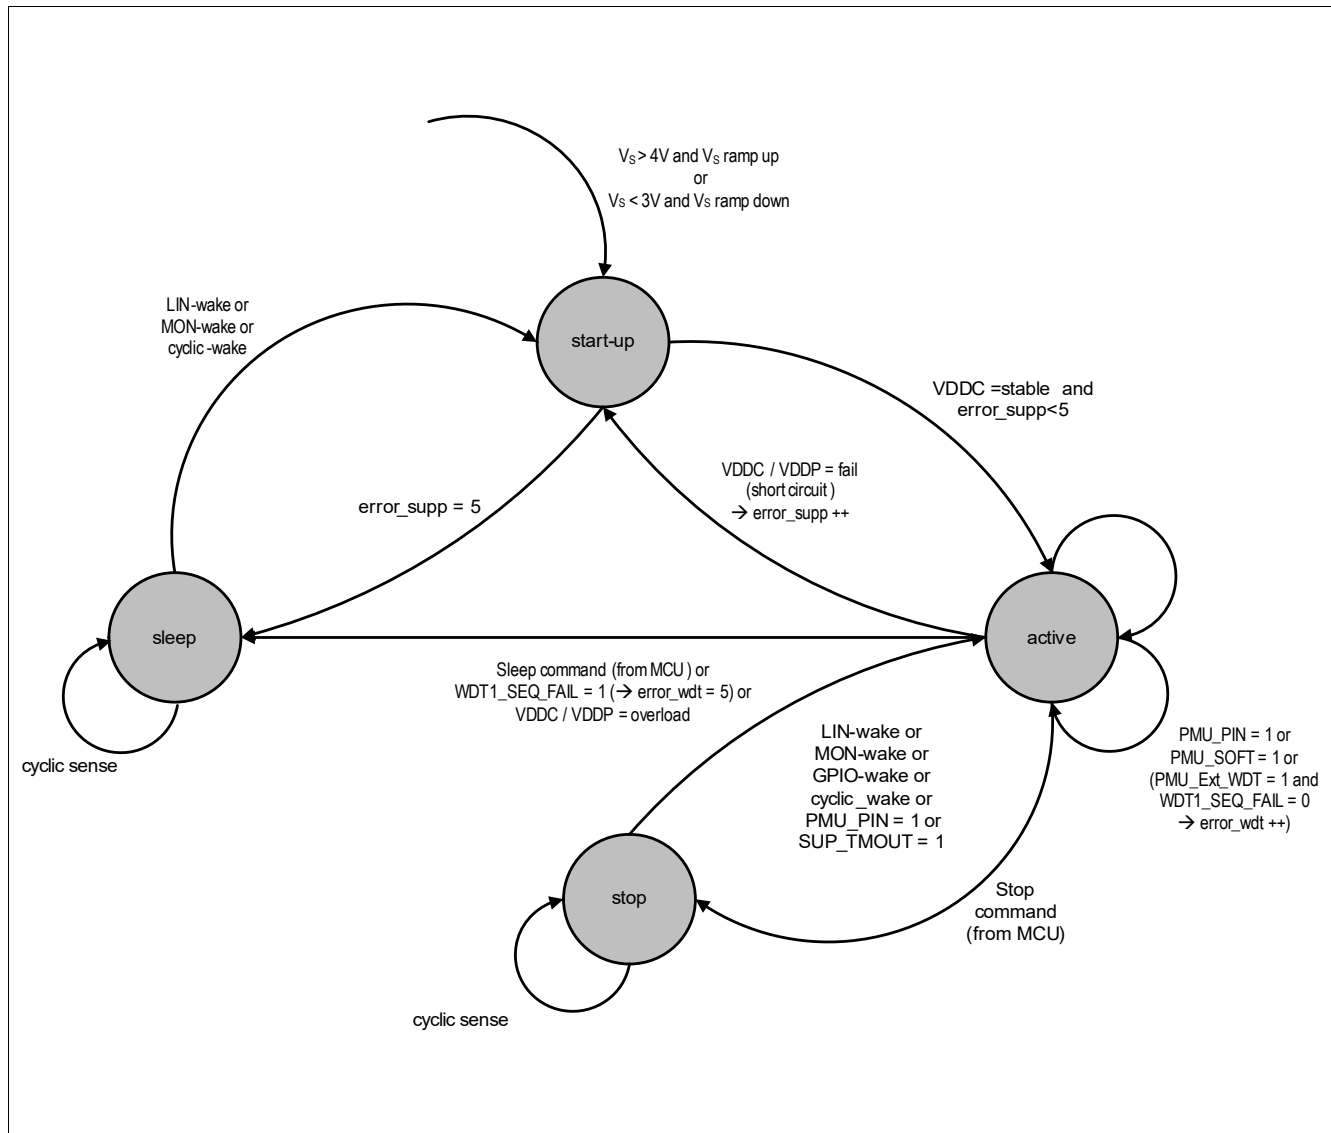 V_S > 4V and V_S ramp up
or
V_S < 3V and V_S ramp down
LIN-wake or
MON-wake or
cyclic -wake
start-up
VDDC =stable and
error_supp<5
VDDC / VDDP = fail
(short circuit )
→ error_supp ++
error_supp = 5
sleep
active
Sleep command (from MCU ) or
WDT1_SEQ_FAIL = 1 (→ error_wdt = 5) or
VDDC / VDDP = overload
cyclic sense
LIN-wake or
MON-wake or
GPIO-wake or
cyclic _wake or
PMU_PIN = 1 or
SUP_TMOUT = 1
PMU_PIN = 1 or
PMU_SOFT = 1 or
(PMU_Ext_WDT = 1 and
WDT1_SEQ_FAIL = 0
→ error_wdt ++)
stop
Stop
command
(from MCU)
cyclic sense